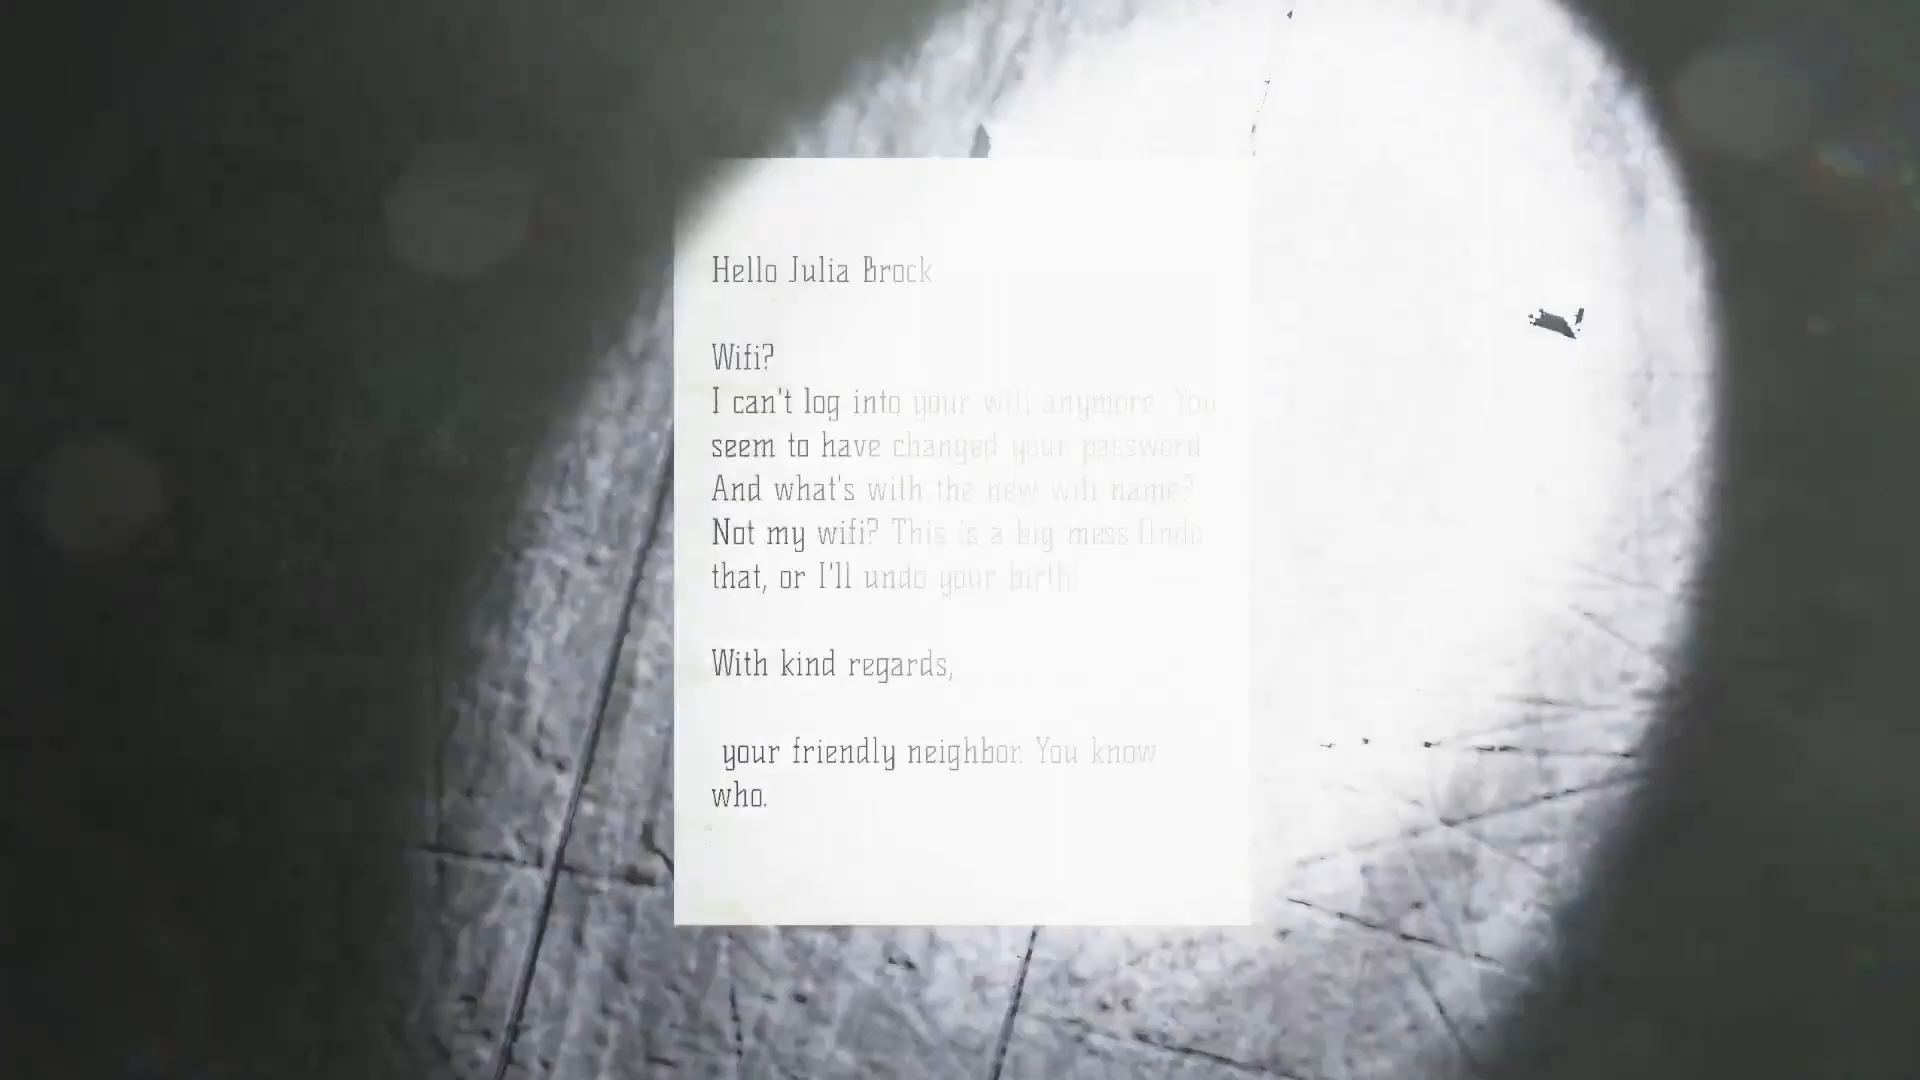 Hello Julia Brock
Wifi?
I can't log into your wifi anymore. You
seem to have changed your password.
And what's with the new wifi name?
Not my wifi? This is a big mess.Undo
that, or I'll undo your birth!
With kind regards,
your friendly neighbor. You know
who.